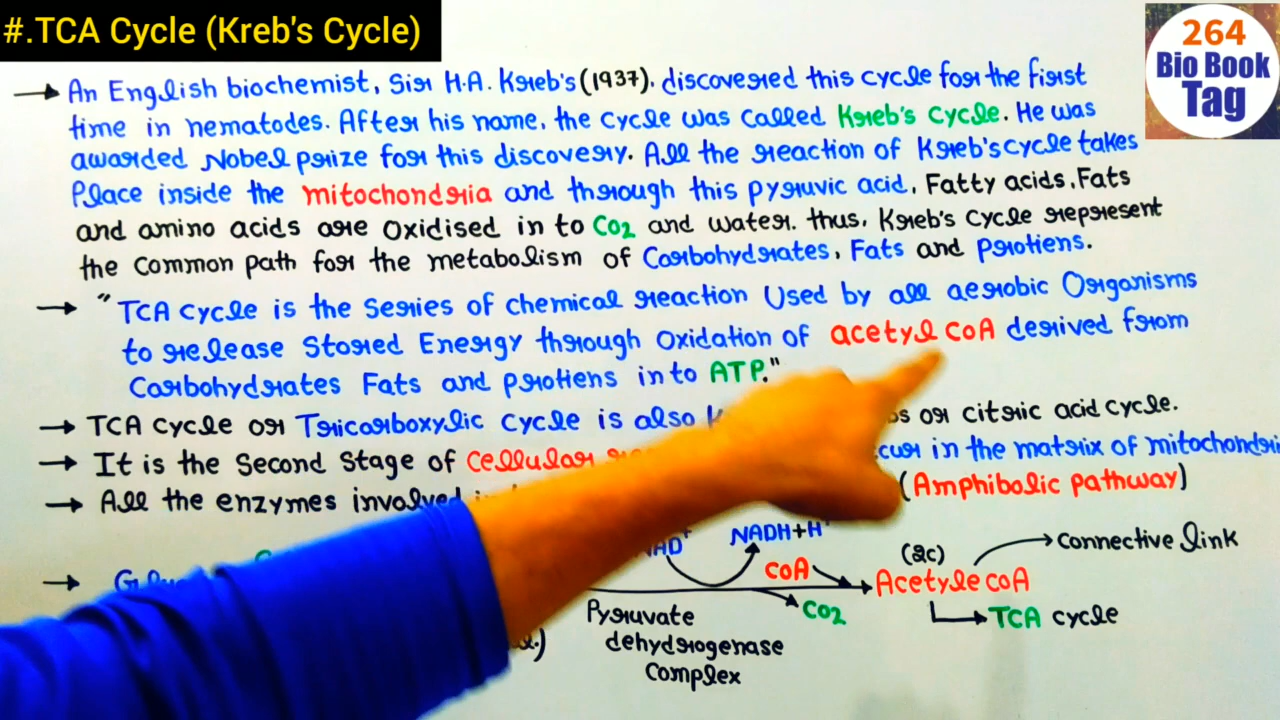 #.TCA Cycle (Kreb's Cycle)
264
Bio Book
Tag
→ An English biochemist, Sir H.A. Kreb's (1937), discovered this cycle for the first
time in nematodes. After his name, the cycle was called Kreb's cycle. He was
awarded Nobel prize for this discovery. All the reaction of Kreb's cycle takes
Place inside the mitochondria and through this pyruvic acid, Fatty acids, Fats
and amino acids are oxidised in to CO2 and water. thus, Kreb's cycle represent
the common path for the metabolism of Carbohydrates, Fats and protiens.
→ "TCA cycle is the series of chemical reaction Used by all aerobic Organisms
to release Stored Energy through Oxidation of acetyl CoA derived from
Carbohydrates Fats and protiens in to ATP."
→ TCA cycle or Tricarboxylic cycle is also or citric acid cycle.
→ It is the Second Stage of Cellular in the matrix of mitochondri
→ All the enzymes involved (Amphibolic pathway)
NADH+H+
(2c)
→ Connective link
→ CoA Acetyle coA
CO2
→ TCA cycle
Pyruvate
dehydrogenase
Complex